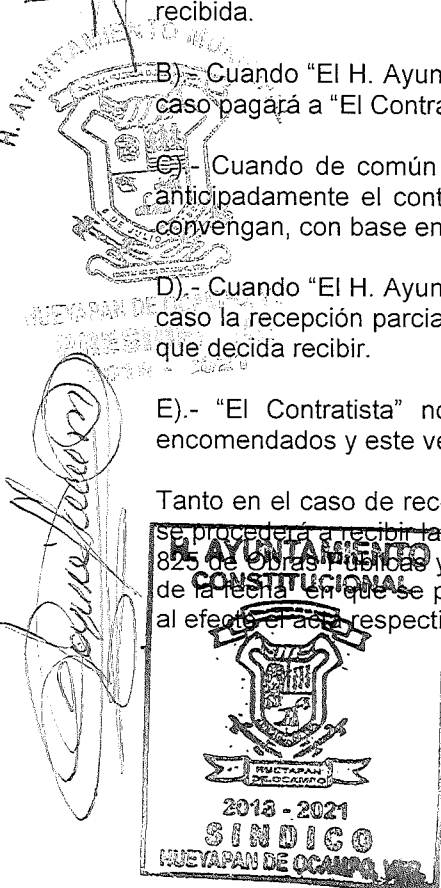 recibida.
B).- Cuando “El H. Ayun
caso pagará a “El Contra
C).- Cuando de común
anticipadamente el cont
convengan, con base en
D).- Cuando “El H. Ayun
caso la recepción parcia
que decida recibir.
E).- “El Contratista” no
encomendados y este ve
Tanto en el caso de rec
se procederá a recibir la
825 de Obras Públicas y
de la fecha en que se p
al efecto el acta respecti
H. AYUNTAMIENTO
HUEYAPAN DE
H. AYUNTAMIENTO
CONSTITUCIONAL
HUEYAPAN
DE OCAMPO
2018 - 2021
SINDICO
HUEYAPAN DE OCAMPO, VER.